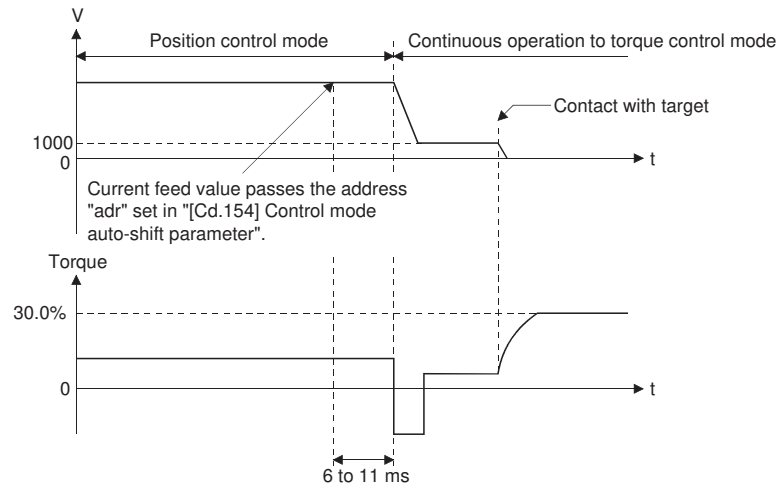 V
Position control mode
Continuous operation to torque control mode
Contact with target
1000
0
t
Current feed value passes the address
"adr" set in "[Cd.154] Control mode
auto-shift parameter".
Torque
30.0%
0
t
6 to 11 ms